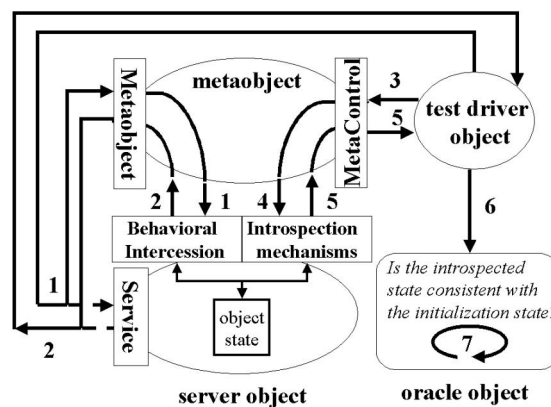 Metaobject
metaobject
MetaControl
3
5
test driver
object
2
1
4
5
6
Behavioral
Intercession
Introspection
mechanisms
1
2
Service
object
state
server object
Is the introspected
state consistent with
the initialization state?
7
oracle object